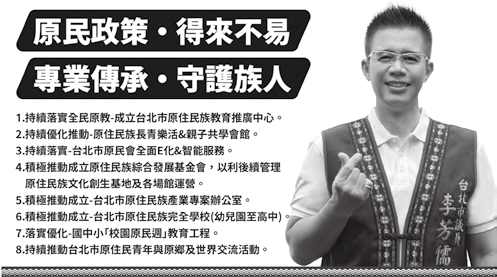 原民政策・得來不易
專業傳承・守護族人
1.持續落實全民原教-成立台北市原住民族教育推廣中心。
2.持續優化推動-原住民族長青樂活&親子共學會館。
3.持續落實-台北市原民會全面E化&智能服務。
4.積極推動成立原住民族綜合發展基金會，以利後續管理
原住民族文化創生基地及各場館運營。
5.積極推動成立-台北市原住民族產業專案辦公室。
6.積極推動成立-台北市原住民族完全學校(幼兒園至高中)。
7.落實優化-國中小｢校園原民週｣教育工程。
8.持續推動台北市原住民青年與原鄉及世界交流活動。
台北市議員
李芳儒